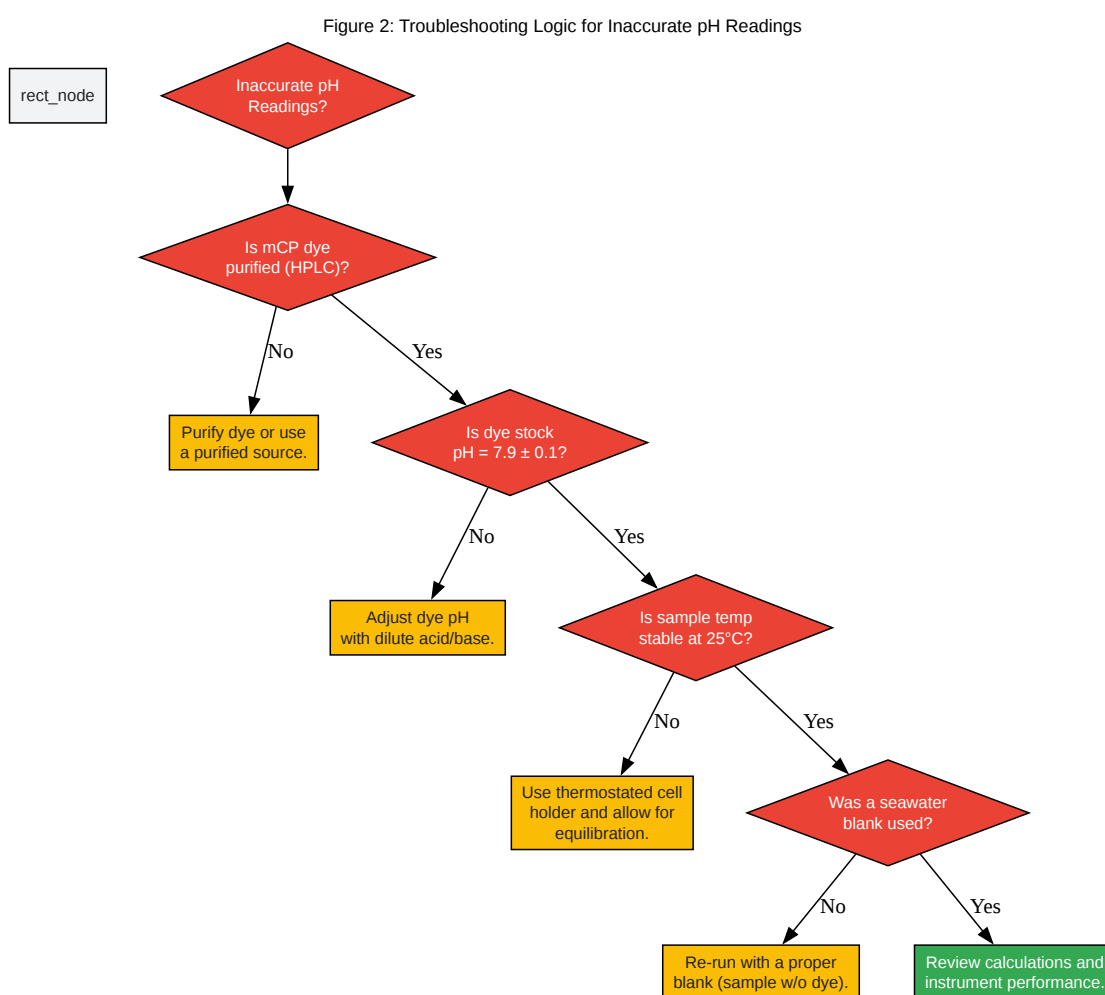 Figure 2: Troubleshooting Logic for Inaccurate pH Readings
rect_node
Inaccurate pH
Readings?
Is mCP dye
purified (HPLC)?
No
Yes
Purify dye or use
a purified source.
Is dye stock
pH = 7.9 ± 0.1?
No
Yes
Adjust dye pH
with dilute acid/base.
Is sample temp
stable at 25°C?
No
Yes
Use thermostated cell
holder and allow for
equilibration.
Was a seawater
blank used?
No
Yes
Re-run with a proper
blank (sample w/o dye).
Review calculations and
instrument performance.